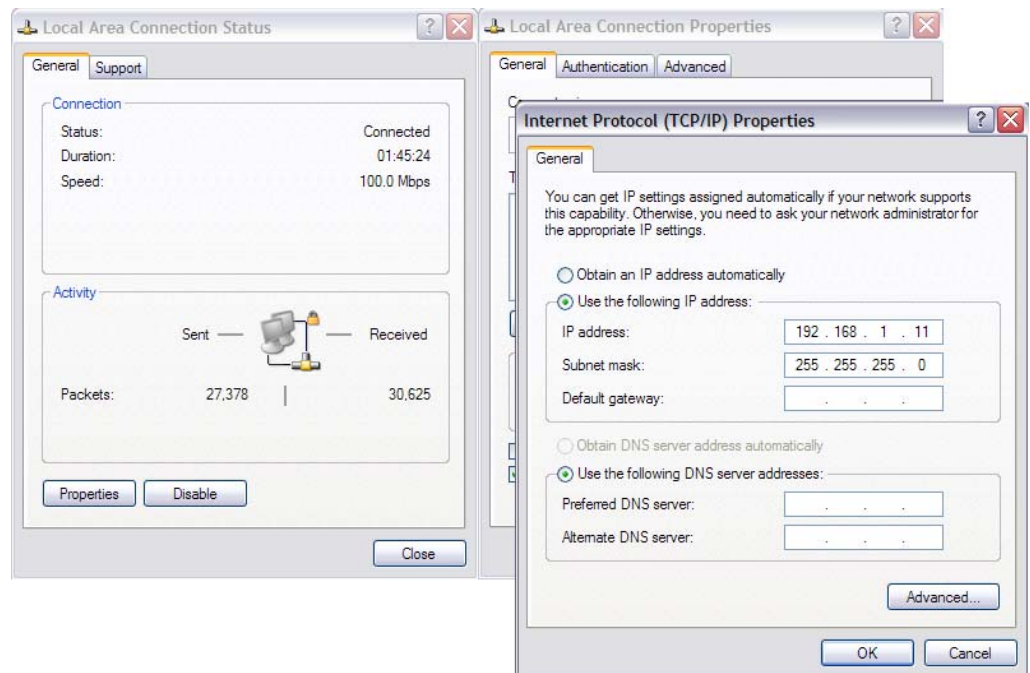 Local Area Connection Status
General Support
Connection
Status: Connected
Duration: 01:45:24
Speed: 100.0 Mbps
Activity
Sent Received
Packets: 27,378 30,625
Properties Disable
Close
Local Area Connection Properties
General Authentication Advanced
Internet Protocol (TCP/IP) Properties
General
You can get IP settings assigned automatically if your network supports
this capability. Otherwise, you need to ask your network administrator for
the appropriate IP settings.
Obtain an IP address automatically
Use the following IP address:
IP address: 192 . 168 . 1 . 11
Subnet mask: 255 . 255 . 255 . 0
Default gateway: . . .
Obtain DNS server address automatically
Use the following DNS server addresses:
Preferred DNS server: . . .
Alternate DNS server: . . .
Advanced...
OK Cancel